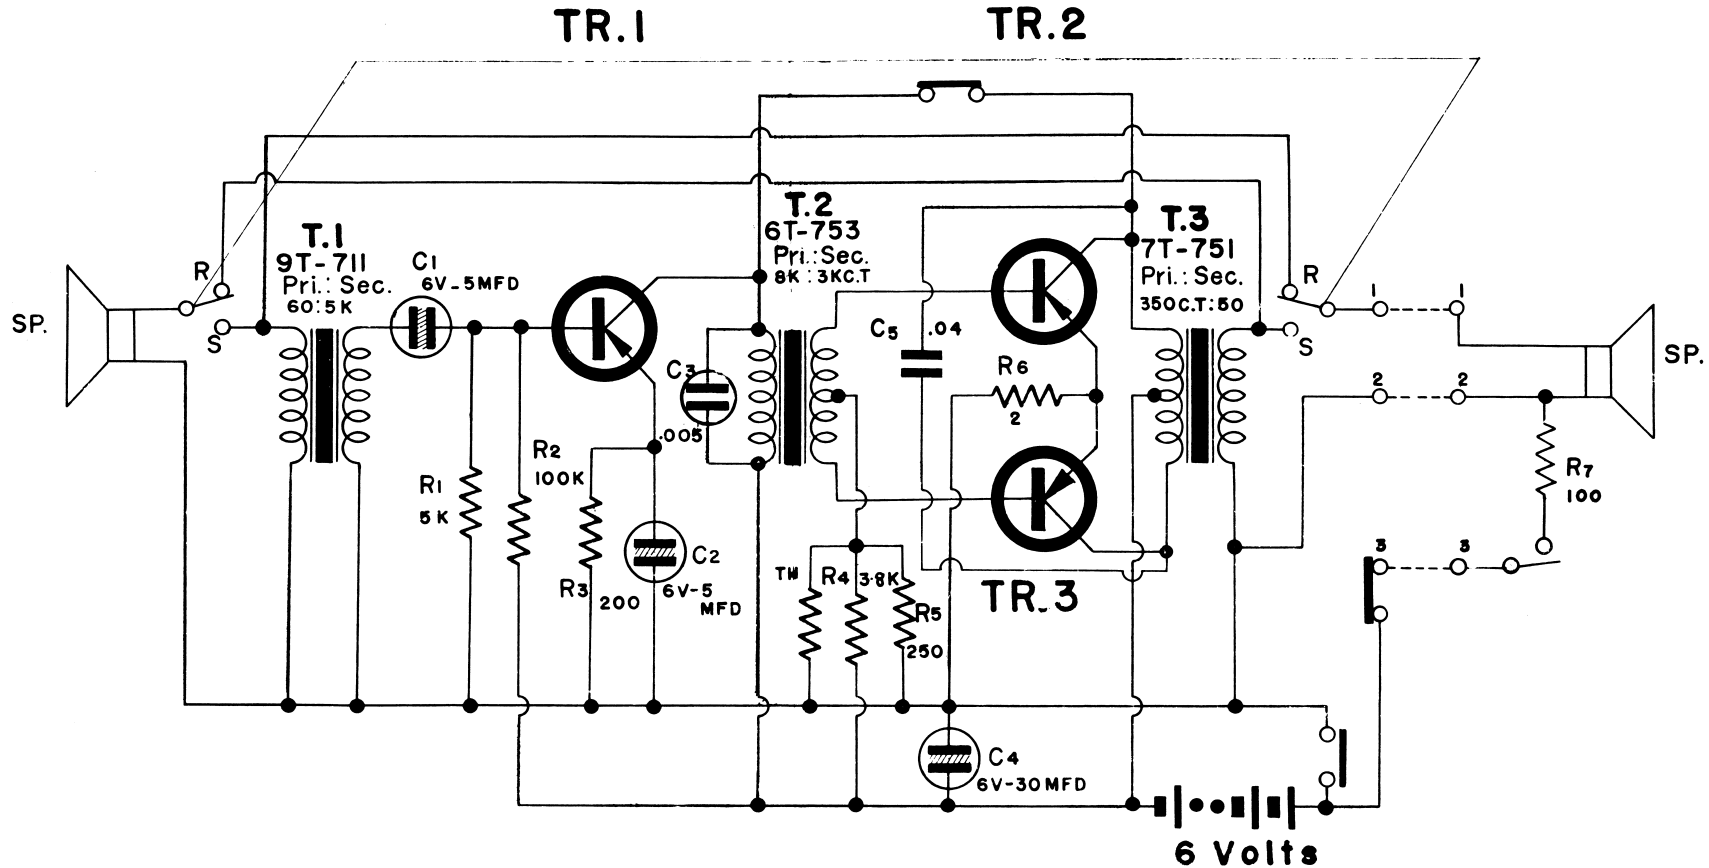 TR.1
TR.2
T.1
9T-711
Pri.: Sec.
60:5K
C1
6V-5MFD
T.2
6T-753
Pri.:Sec.
8K:3KC.T
T.3
7T-751
Pri.: Sec.
350C.T:50
R
S
SP.
C5 .04
R6
2
R
S
1 1
2 2
SP.
C3
.005
R1
5K
R2
100K
R3 200
C2
6V-5
MFD
TH
R4 3.8K
R5
250
TR.3
R7
100
3 3
C4
6V-30MFD
6 Volts